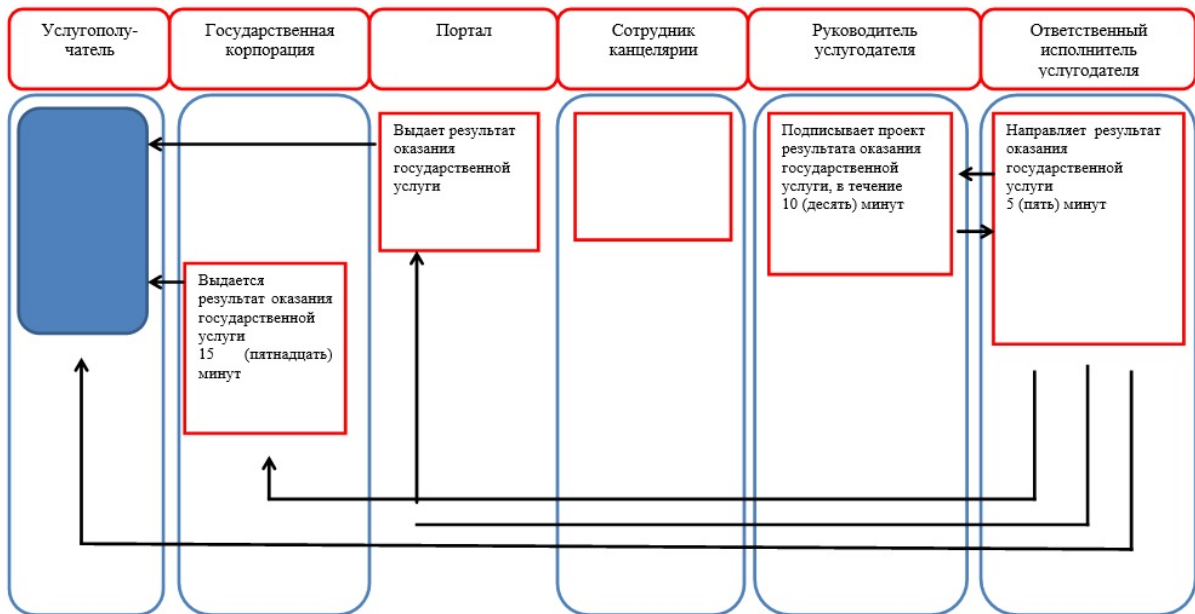 Услугополу-
чатель
Государственная
корпорация
Портал
Сотрудник
канцелярии
Руководитель
услугодателя
Ответственный
исполнитель
услугодателя
Выдает результат
оказания
государственной
услуги
Подписывает проект
результата оказания
государственной
услуги, в течение
10 (десять) минут
Направляет результат
оказания
государственной
услуги
5 (пять) минут
Выдается
результат оказания
государственной
услуги
15 (пятнадцать)
минут